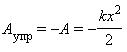 A_упр = −A = −kx²/2